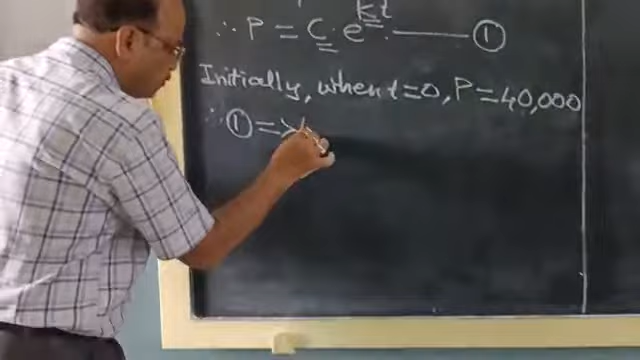 ∴ P = C. e^{kt} —— ①
Initially, when t=0, P=40,000
∴ ① ⇒